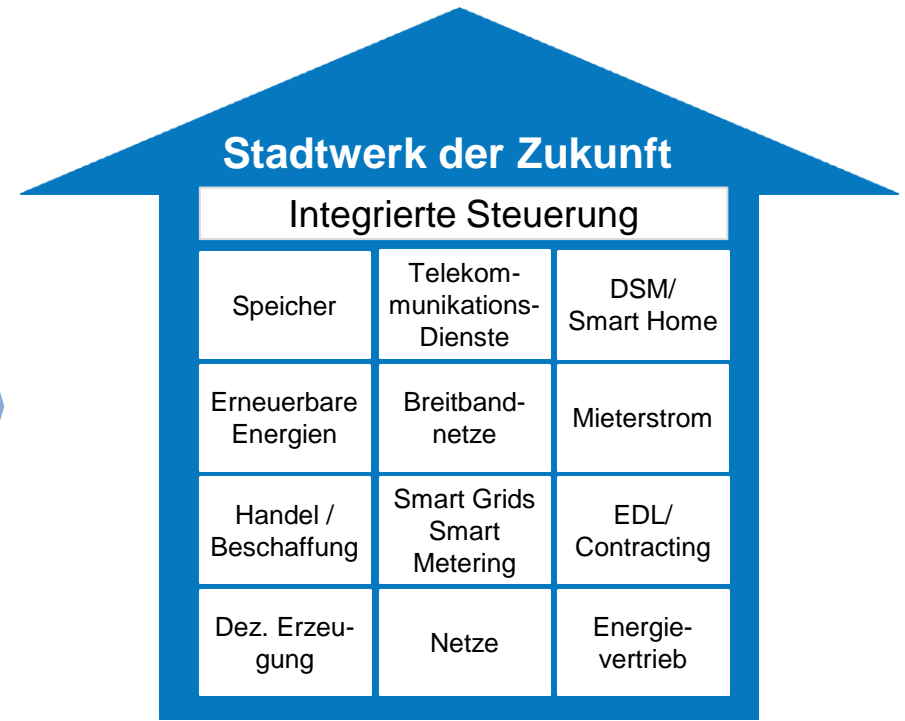 Stadtwerk der Zukunft
Integrierte Steuerung
Speicher
Telekom-
munikations-
Dienste
DSM/
Smart Home
Erneuerbare
Energien
Breitband-
netze
Mieterstrom
Handel /
Beschaffung
Smart Grids
Smart
Metering
EDL/
Contracting
Dez. Erzeu-
gung
Netze
Energie-
vertrieb